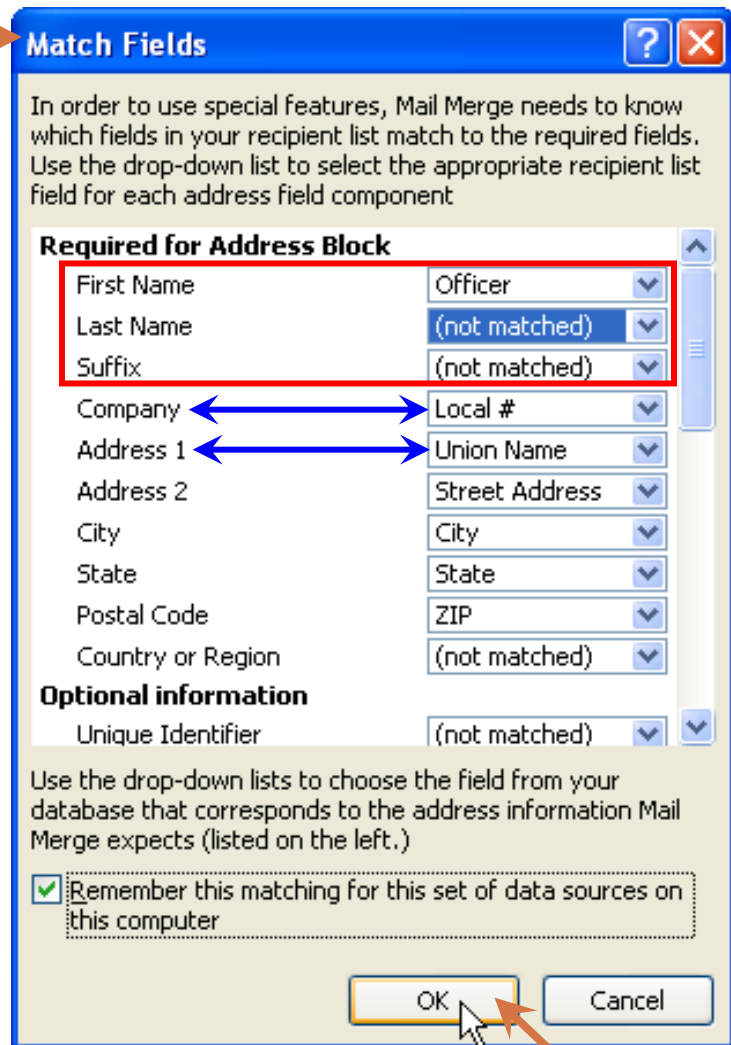 Match Fields
In order to use special features, Mail Merge needs to know
which fields in your recipient list match to the required fields.
Use the drop-down list to select the appropriate recipient list
field for each address field component
Required for Address Block
First Name Officer
Last Name (not matched)
Suffix (not matched)
Company Local #
Address 1 Union Name
Address 2 Street Address
City City
State State
Postal Code ZIP
Country or Region (not matched)
Optional information
Unique Identifier (not matched)
Use the drop-down lists to choose the field from your
database that corresponds to the address information Mail
Merge expects (listed on the left.)
Remember this matching for this set of data sources on
this computer
OK Cancel